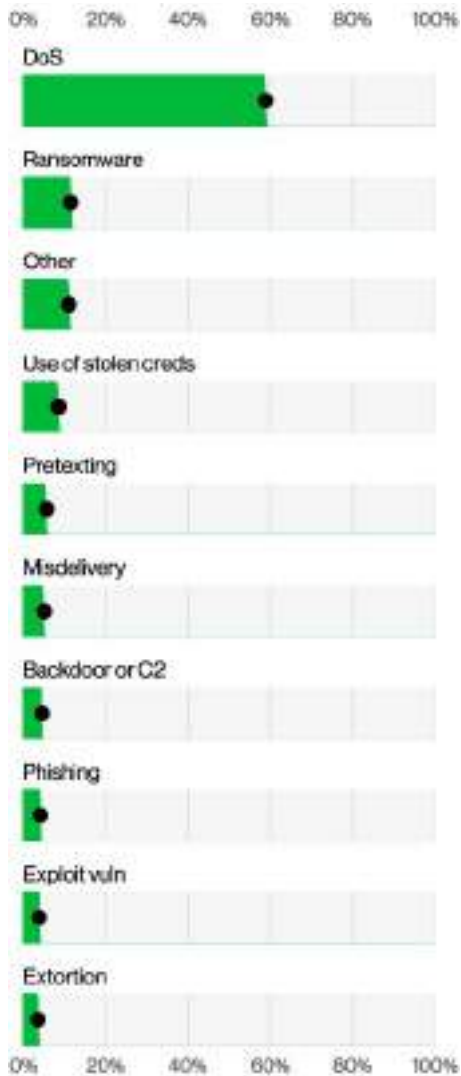 0% 20% 40% 60% 80% 100%
DoS
Ransomware
Other
Use of stolen creds
Pretexting
Misdelivery
Backdoor or C2
Phishing
Exploit vuln
Extortion
0% 20% 40% 60% 80% 100%